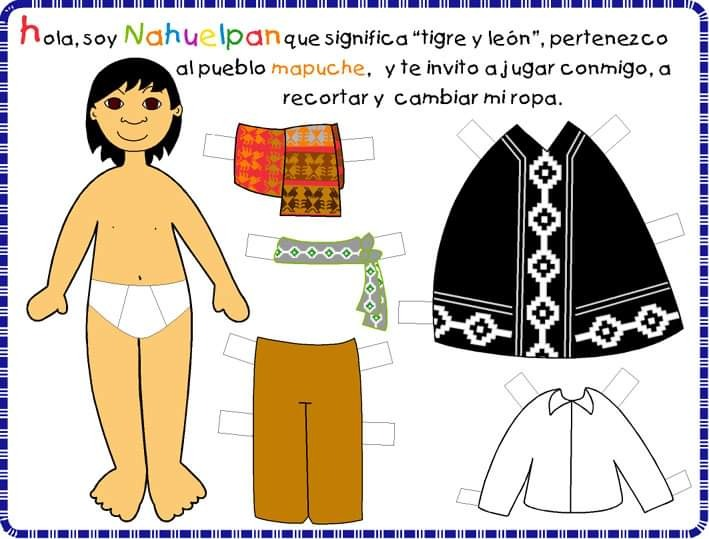 hola, soy Nahuelpan que significa “tigre y león”, pertenezco
al pueblo mapuche, y te invito a jugar conmigo, a
recortar y cambiar mi ropa.